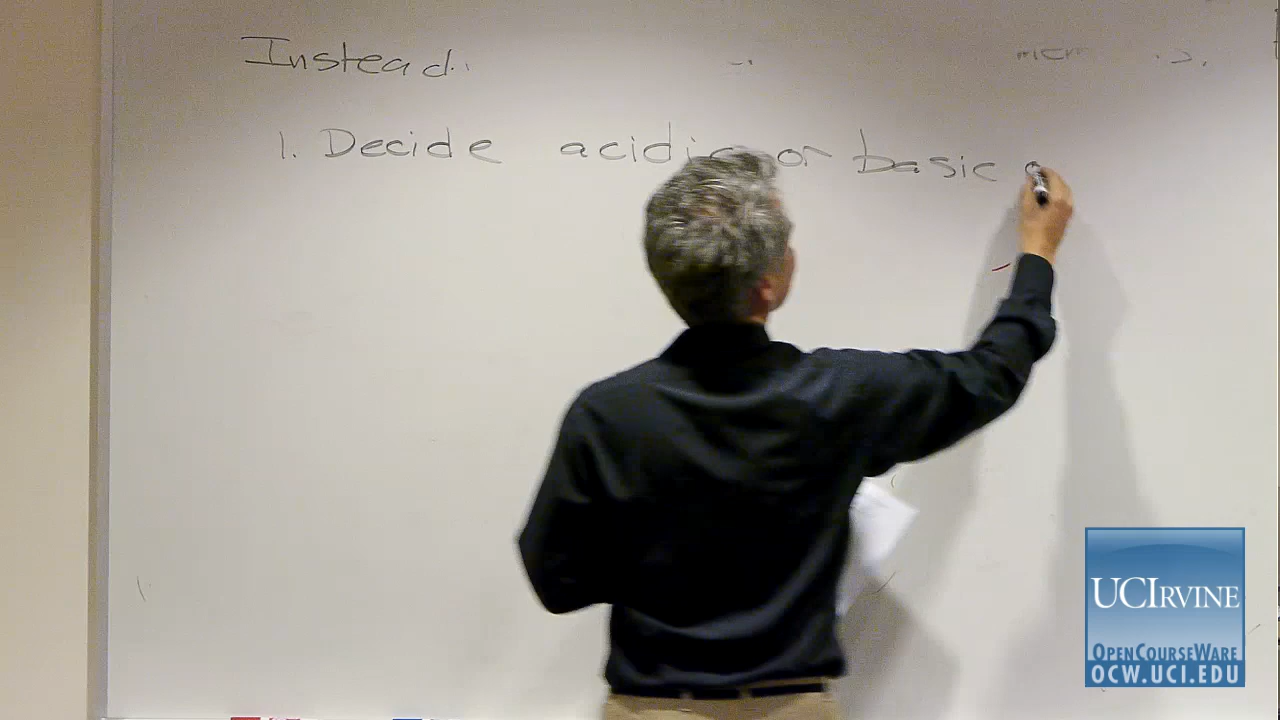 Instead.
1. Decide acidic or basic
UCIRVINE
OPENCOURSEWARE
OCW.UCI.EDU